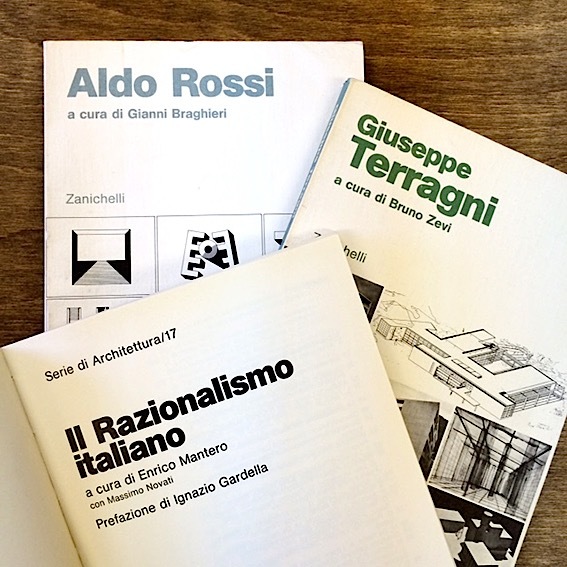 Aldo Rossi
a cura di Gianni Braghieri
Zanichelli
Giuseppe
Terragni
a cura di Bruno Zevi
Zanichelli
Serie di Architettura/17
Il Razionalismo
italiano
a cura di Enrico Mantero
con Massimo Novati
Prefazione di Ignazio Gardella